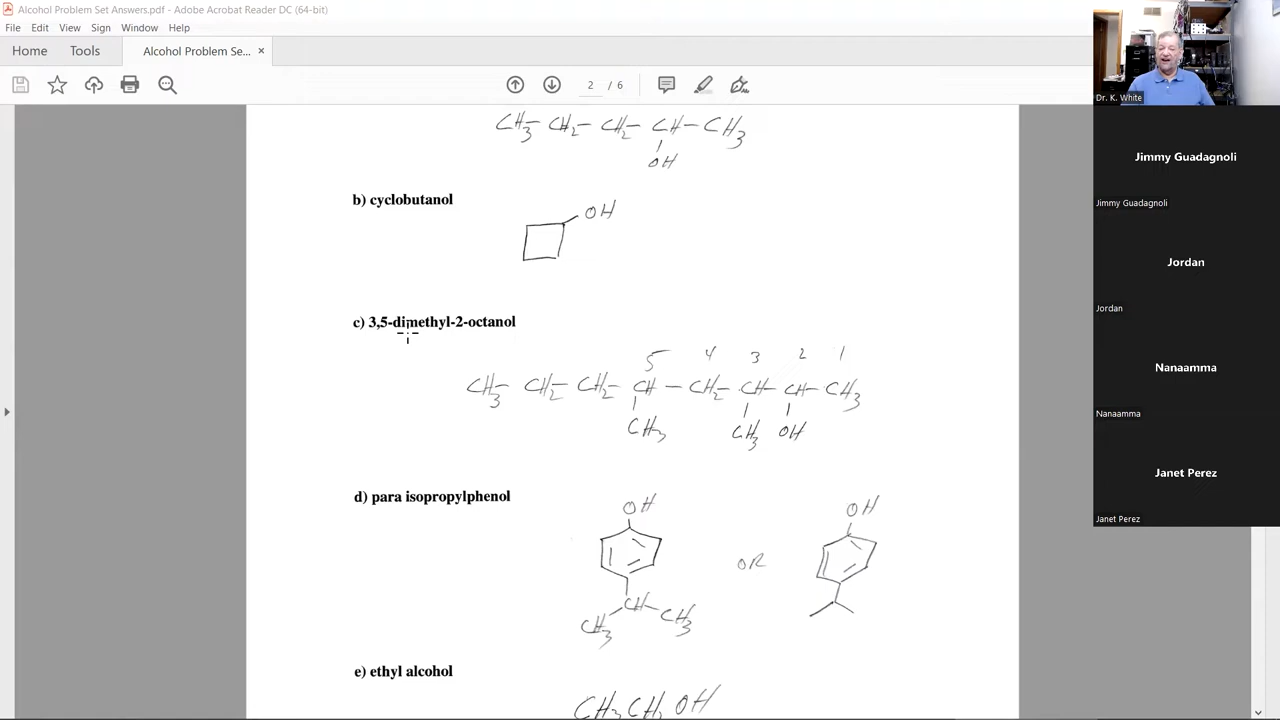 Alcohol Problem Set Answers.pdf - Adobe Acrobat Reader DC (64-bit)
File Edit View Sign Window Help
Home Tools Alcohol Problem Se... ×
2 / 6
CH3- CH2- CH2- CH-CH3
OH
b) cyclobutanol
OH
c) 3,5-dimethyl-2-octanol
5 4 3 2 1
CH3- CH2- CH2- CH - CH2- CH- CH- CH3
CH3 CH3 OH
d) para isopropylphenol
OH OH
OR
CH
CH3 CH3
e) ethyl alcohol
CH3CH2OH
Dr. K. White
Jimmy Guadagnoli
Jimmy Guadagnoli
Jordan
Jordan
Nanaamma
Nanaamma
Janet Perez
Janet Perez